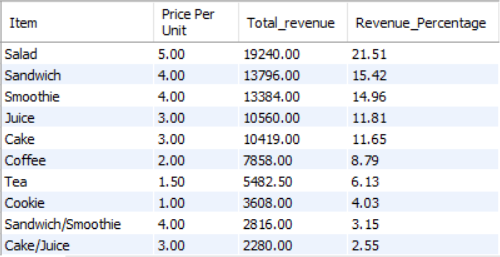 Item Price Per Unit Total_revenue Revenue_Percentage
Salad 5.00 19240.00 21.51
Sandwich 4.00 13796.00 15.42
Smoothie 4.00 13384.00 14.96
Juice 3.00 10560.00 11.81
Cake 3.00 10419.00 11.65
Coffee 2.00 7858.00 8.79
Tea 1.50 5482.50 6.13
Cookie 1.00 3608.00 4.03
Sandwich/Smoothie 4.00 2816.00 3.15
Cake/Juice 3.00 2280.00 2.55